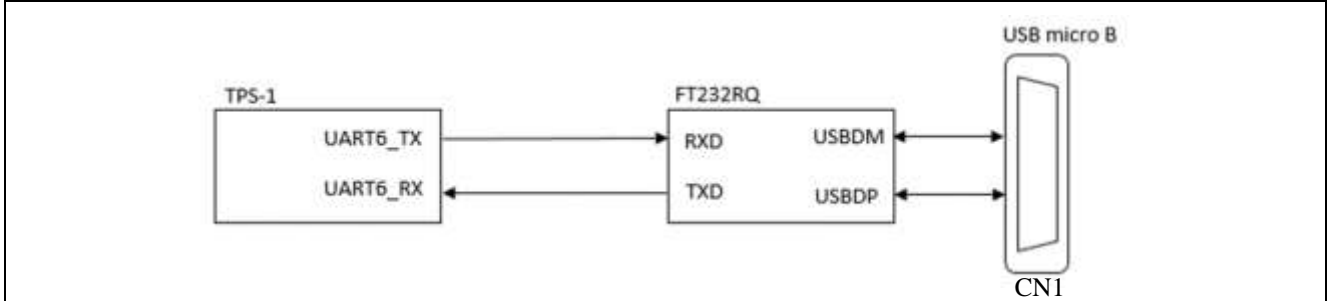 USB micro B
TPS-1
FT232RQ
UART6_TX
RXD
USBDM
UART6_RX
TXD
USBDP
CN1